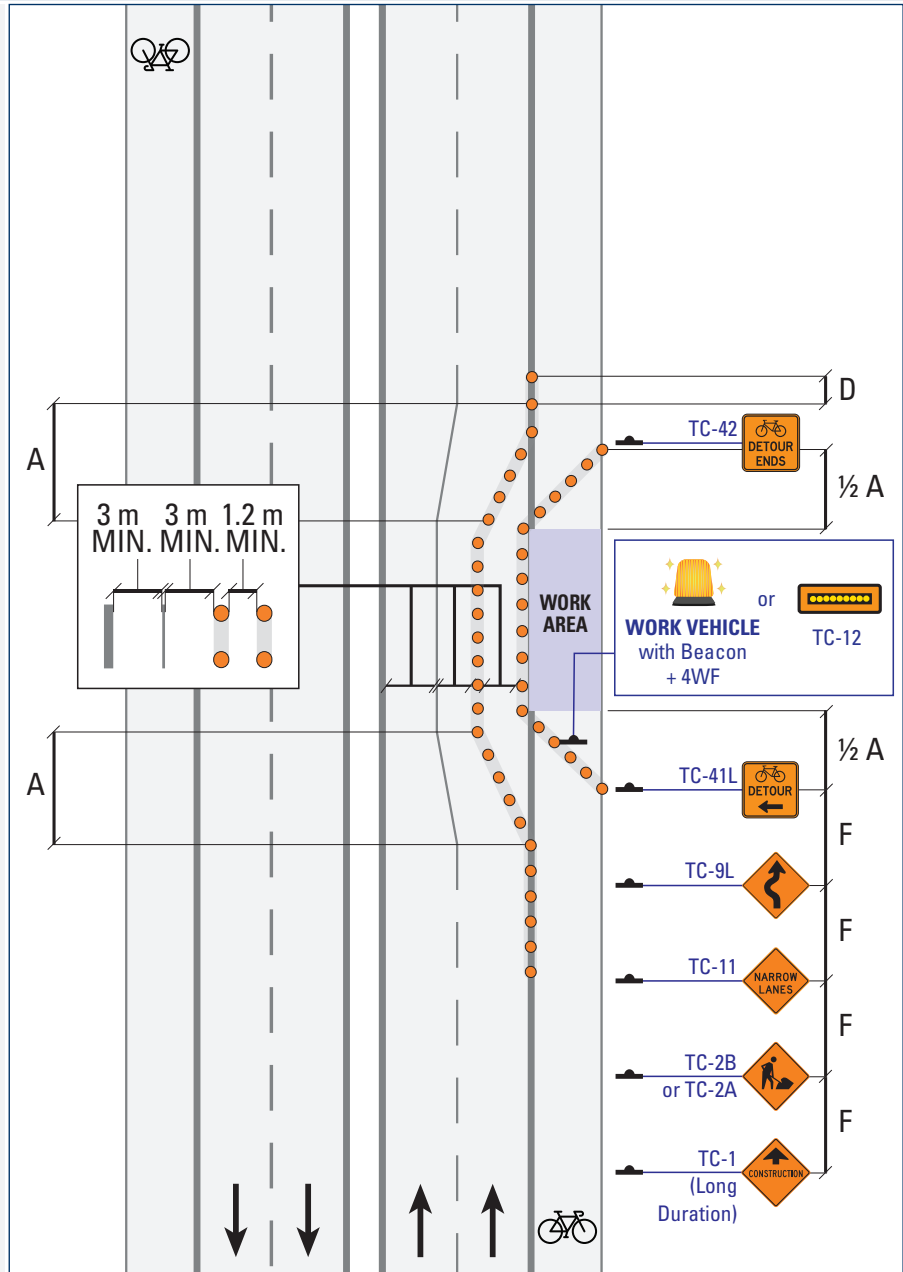 D
TC-42
DETOUR
ENDS
A
½ A
3 m 3 m 1.2 m
MIN. MIN. MIN.
WORK
AREA
or
WORK VEHICLE
with Beacon
+ 4WF
TC-12
½ A
A
TC-41L
DETOUR
F
TC-9L
F
TC-11
NARROW
LANES
F
TC-2B
or TC-2A
F
TC-1
(Long
Duration)
CONSTRUCTION